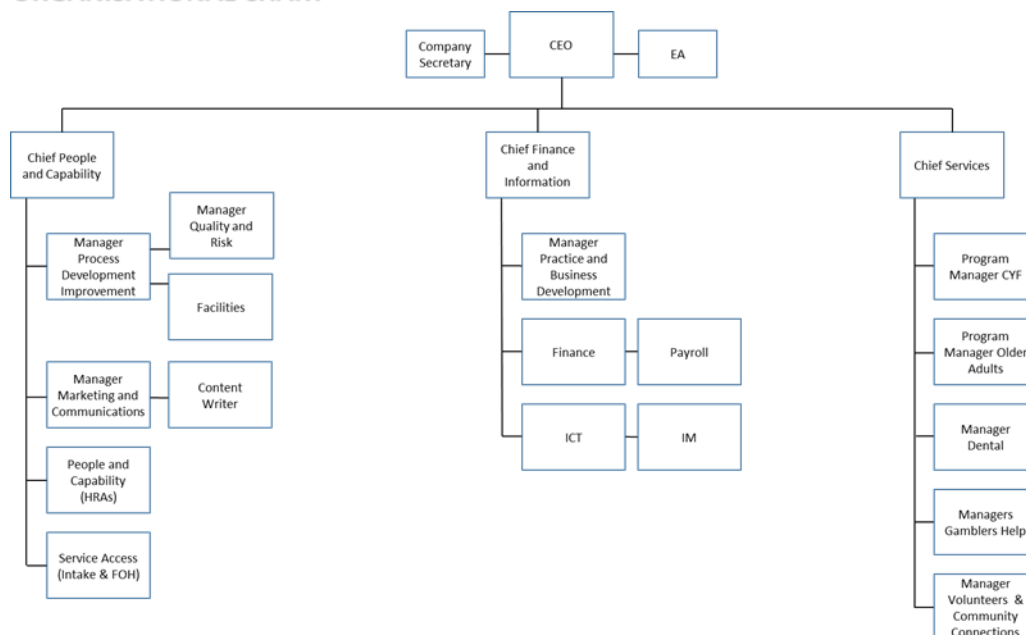 ORGANISATIONAL CHART
Company
Secretary
CEO
EA
Chief People
and Capability
Chief Finance
and
Information
Chief Services
Manager
Process
Development
Improvement
Manager
Quality and
Risk
Facilities
Manager
Marketing and
Communications
Content
Writer
People and
Capability
(HRAs)
Service Access
(Intake & FOH)
Manager
Practice and
Business
Development
Finance
Payroll
ICT
IM
Program
Manager CYF
Program
Manager Older
Adults
Manager
Dental
Managers
Gamblers Help
Manager
Volunteers &
Community
Connections